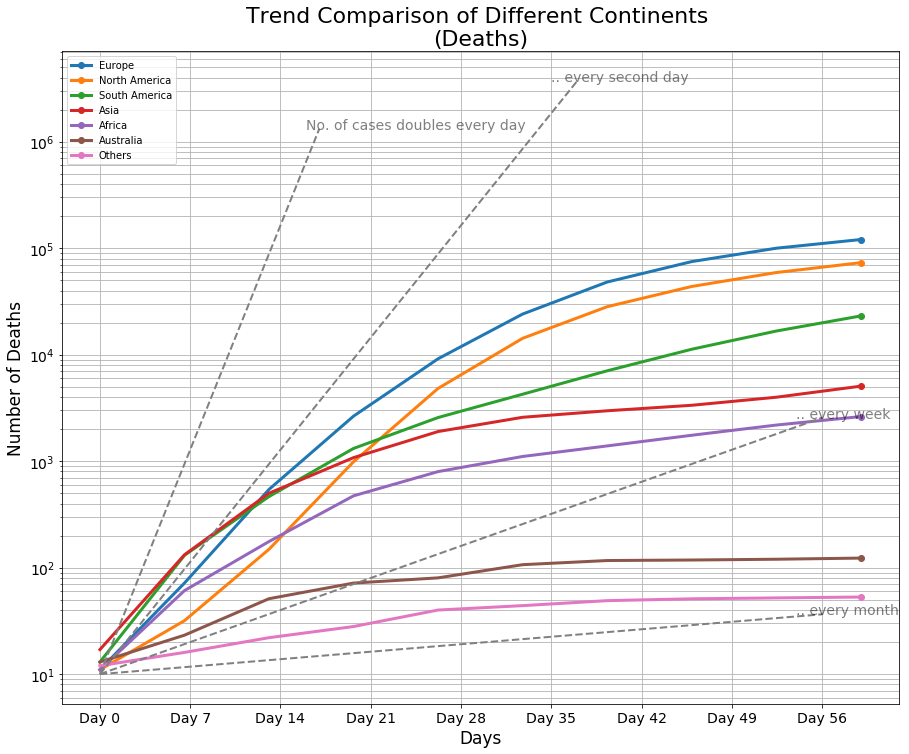 Trend Comparison of Different Continents
(Deaths)
Europe
North America
South America
Asia
Africa
Australia
Others
.. every second day
No. of cases doubles every day
.. every week
.. every month
Number of Deaths
10^6
10^5
10^4
10^3
10^2
10^1
Day 0 Day 7 Day 14 Day 21 Day 28 Day 35 Day 42 Day 49 Day 56
Days